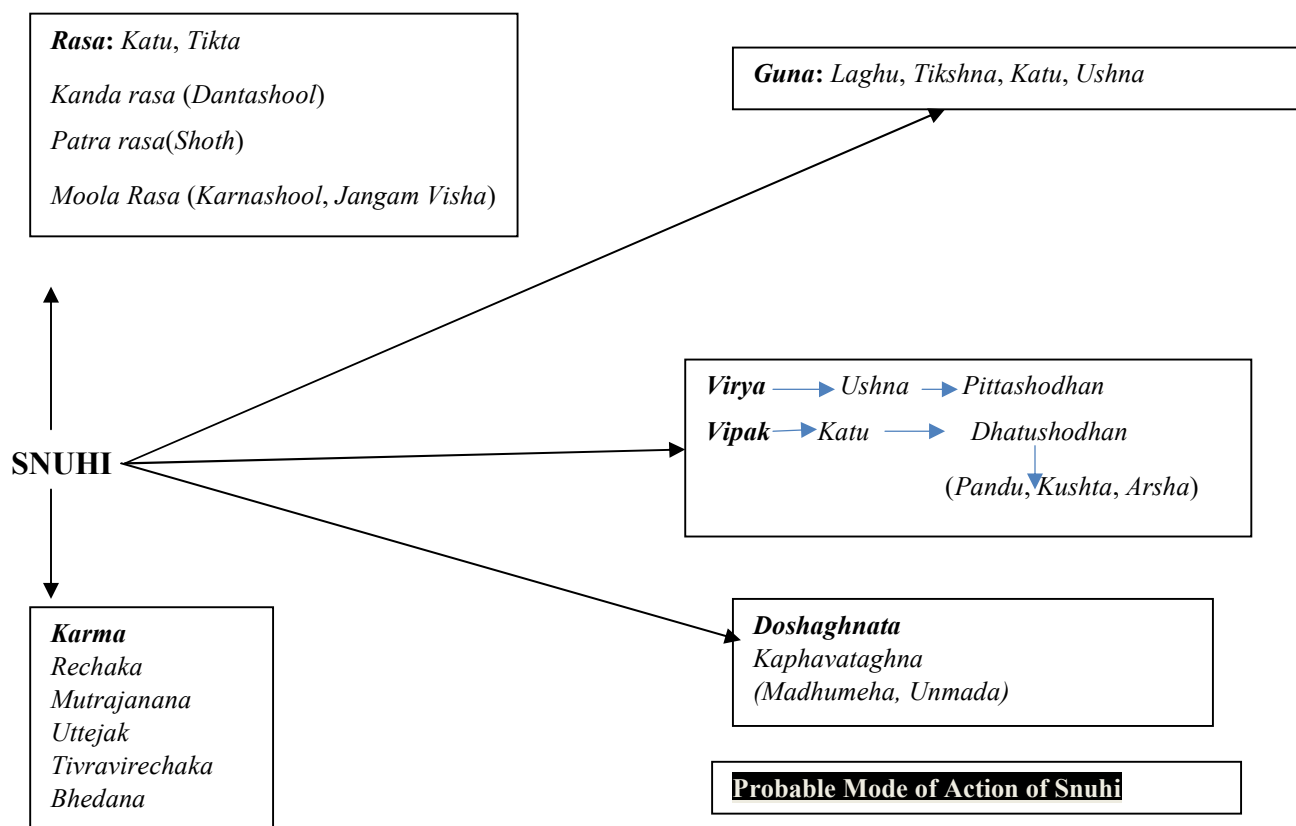 Rasa: Katu, Tikta
Kanda rasa (Dantashool)
Patra rasa(Shoth)
Moola Rasa (Karnashool, Jangam Visha)
Guna: Laghu, Tikshna, Katu, Ushna
Virya Ushna Pittashodhan
Vipak Katu Dhatushodhan
(Pandu, Kushta, Arsha)
SNUHI
Karma
Rechaka
Mutrajanana
Uttejak
Tivravirechaka
Bhedana
Doshaghnata
Kaphavataghna
(Madhumeha, Unmada)
Probable Mode of Action of Snuhi